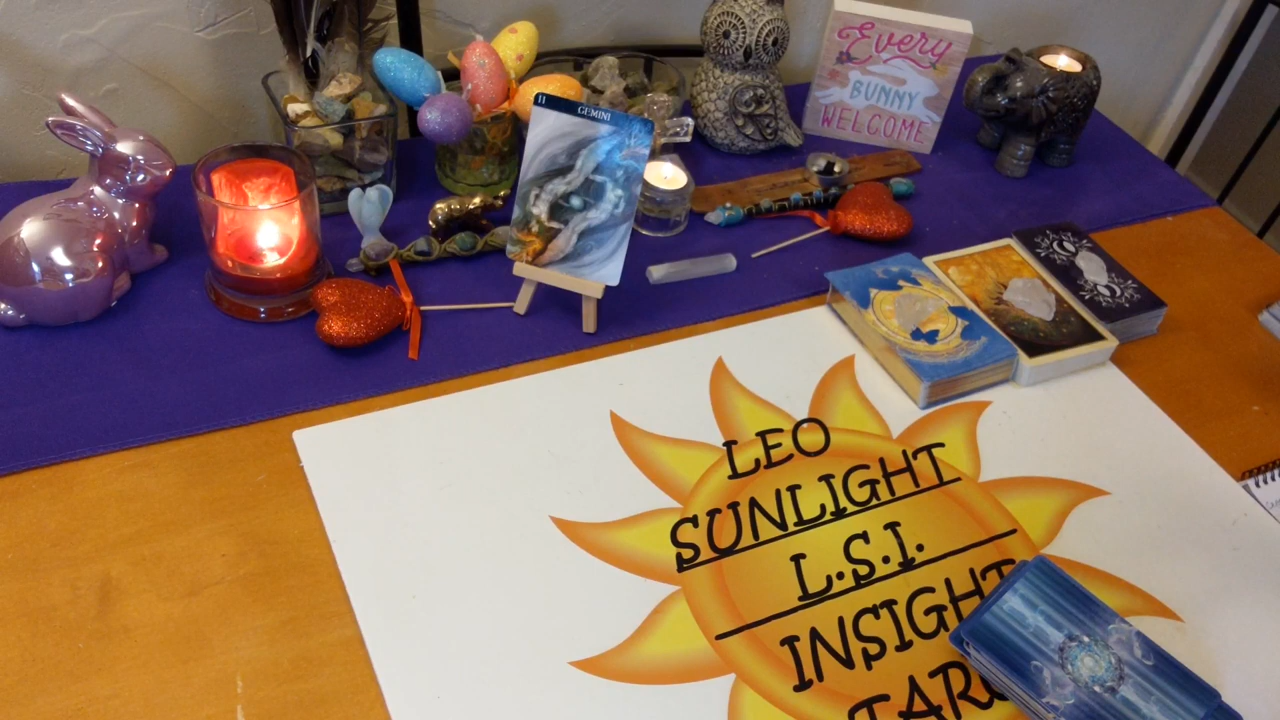 11
GEMINI
Every
BUNNY
WELCOME
LEO
SUNLIGHT
L.S.I.
INSIGHT